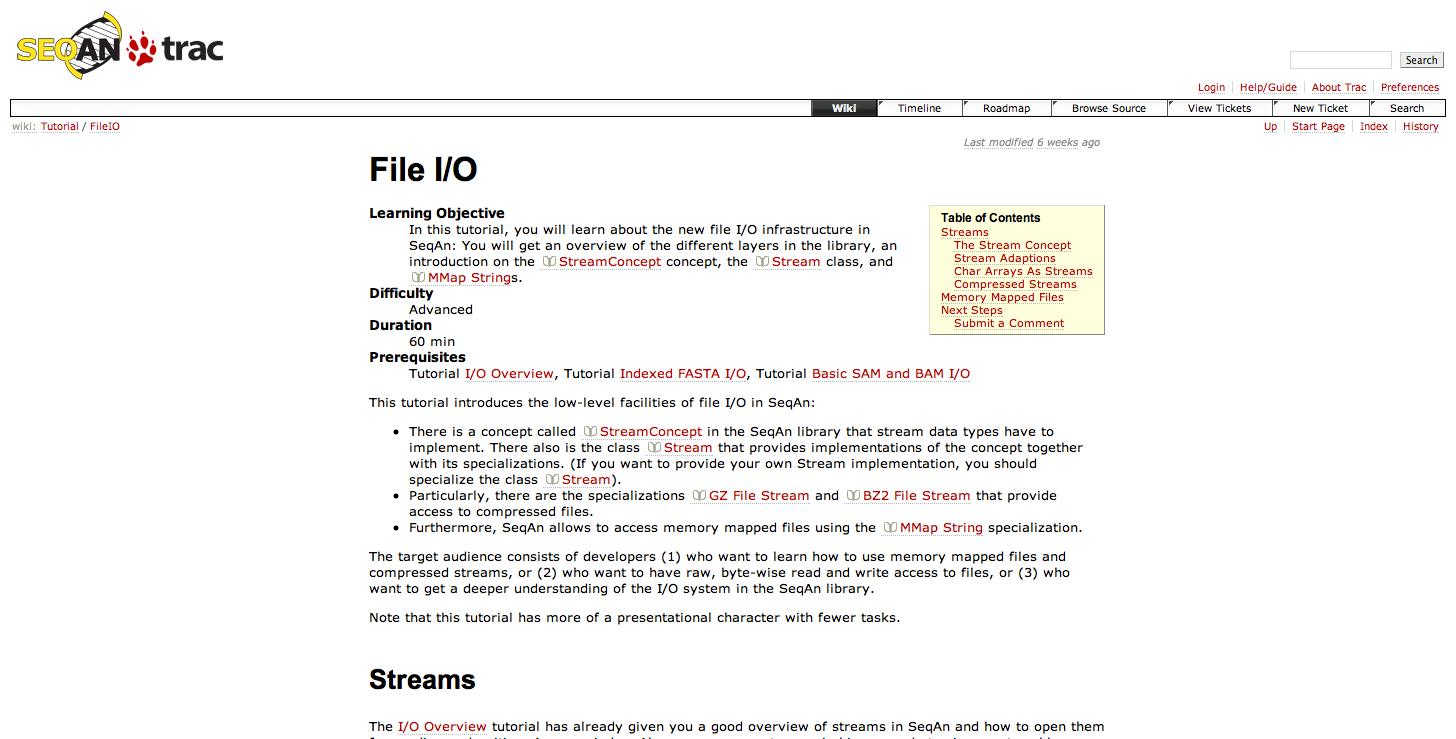 SEQAN trac
Search
Login Help/Guide About Trac Preferences
Wiki Timeline Roadmap Browse Source View Tickets New Ticket Search
wiki: Tutorial / FileIO
Up Start Page Index History
Last modified 6 weeks ago
File I/O
Learning Objective
In this tutorial, you will learn about the new file I/O infrastructure in
SeqAn: You will get an overview of the different layers in the library, an
introduction on the StreamConcept concept, the Stream class, and
MMap Strings.
Difficulty
Advanced
Duration
60 min
Prerequisites
Tutorial I/O Overview, Tutorial Indexed FASTA I/O, Tutorial Basic SAM and BAM I/O
Table of Contents
Streams
The Stream Concept
Stream Adaptions
Char Arrays As Streams
Compressed Streams
Memory Mapped Files
Next Steps
Submit a Comment
This tutorial introduces the low-level facilities of file I/O in SeqAn:
• There is a concept called StreamConcept in the SeqAn library that stream data types have to
implement. There also is the class Stream that provides implementations of the concept together
with its specializations. (If you want to provide your own Stream implementation, you should
specialize the class Stream).
• Particularly, there are the specializations GZ File Stream and BZ2 File Stream that provide
access to compressed files.
• Furthermore, SeqAn allows to access memory mapped files using the MMap String specialization.
The target audience consists of developers (1) who want to learn how to use memory mapped files and
compressed streams, or (2) who want to have raw, byte-wise read and write access to files, or (3) who
want to get a deeper understanding of the I/O system in the SeqAn library.
Note that this tutorial has more of a presentational character with fewer tasks.
Streams
The I/O Overview tutorial has already given you a good overview of streams in SeqAn and how to open them